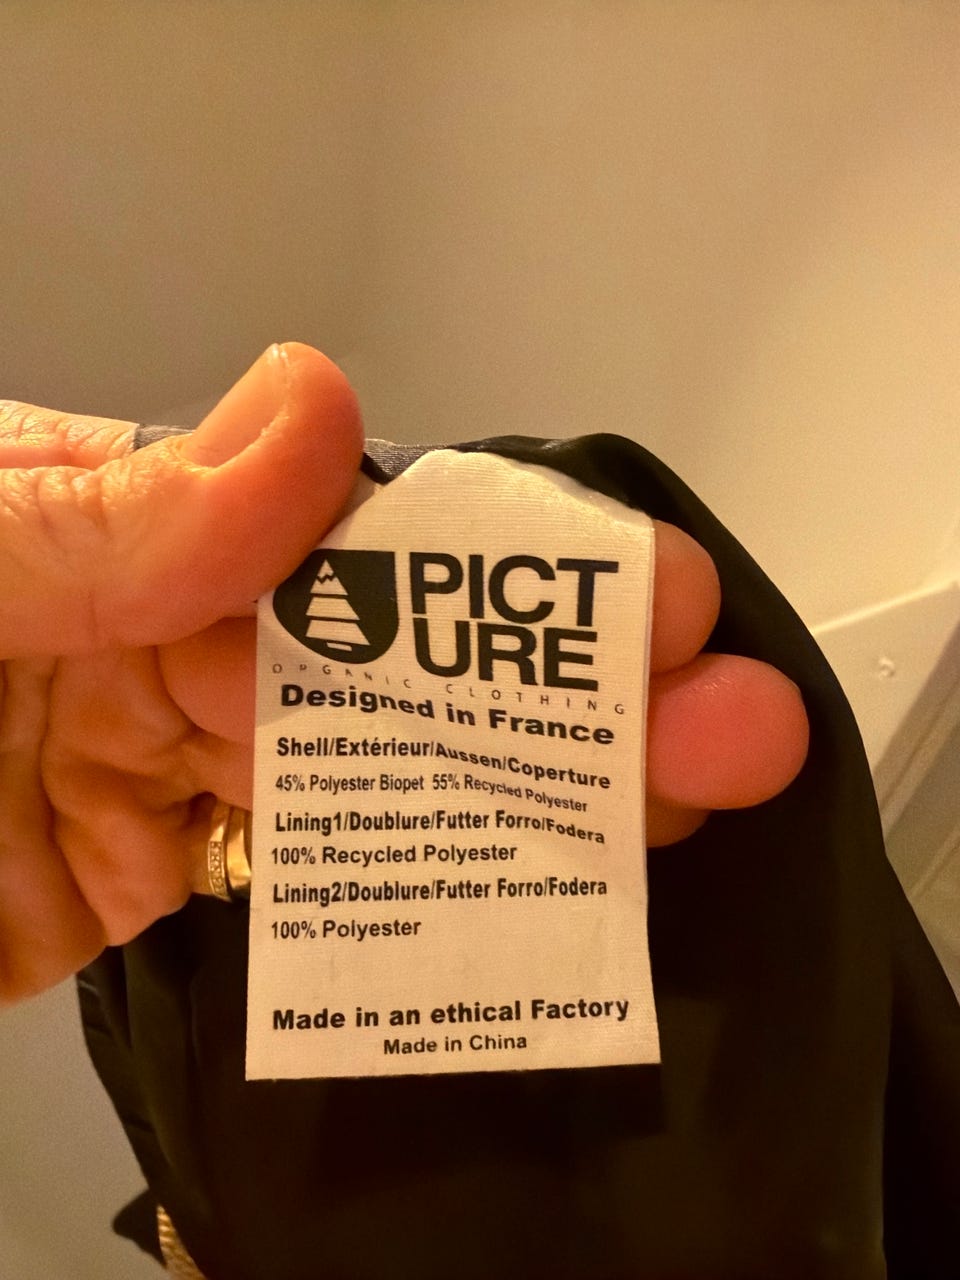 PICT
URE
ORGANIC CLOTHING
Designed in France
Shell/Extérieur/Aussen/Coperture
45% Polyester Biopet 55% Recycled Polyester
Lining1/Doublure/Futter Forro/Fodera
100% Recycled Polyester
Lining2/Doublure/Futter Forro/Fodera
100% Polyester
Made in an ethical Factory
Made in China